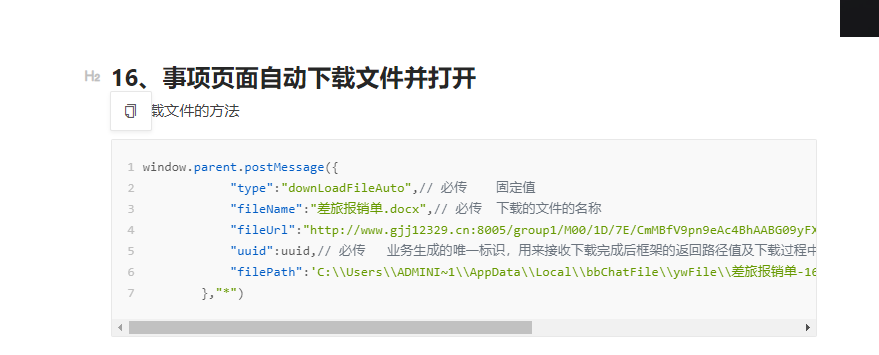 H2 16、事项页面自动下载文件并打开
载文件的方法
1 window.parent.postMessage({
2 "type":"downLoadFileAuto",// 必传 固定值
3 "fileName":"差旅报销单.docx",// 必传 下载的文件的名称
4 "fileUrl":"http://www.gjj12329.cn:8005/group1/M00/1D/7E/CmMBfV9pn9eAc4BhAABG09yFX
5 "uuid":uuid,// 必传 业务生成的唯一标识，用来接收下载完成后框架的返回路径值及下载过程中
6 "filePath":'C:\\Users\\ADMINI~1\\AppData\\Local\\bbChatFile\\ywFile\\差旅报销单-16
7 },"*")